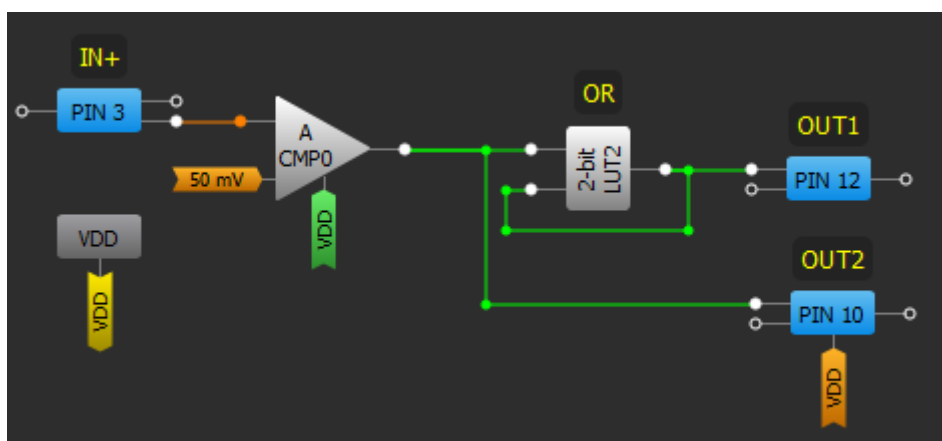 IN+
PIN 3
A
CMP0
50 mV
VDD
VDD
VDD
OR
2-bit
LUT2
OUT1
PIN 12
OUT2
PIN 10
VDD